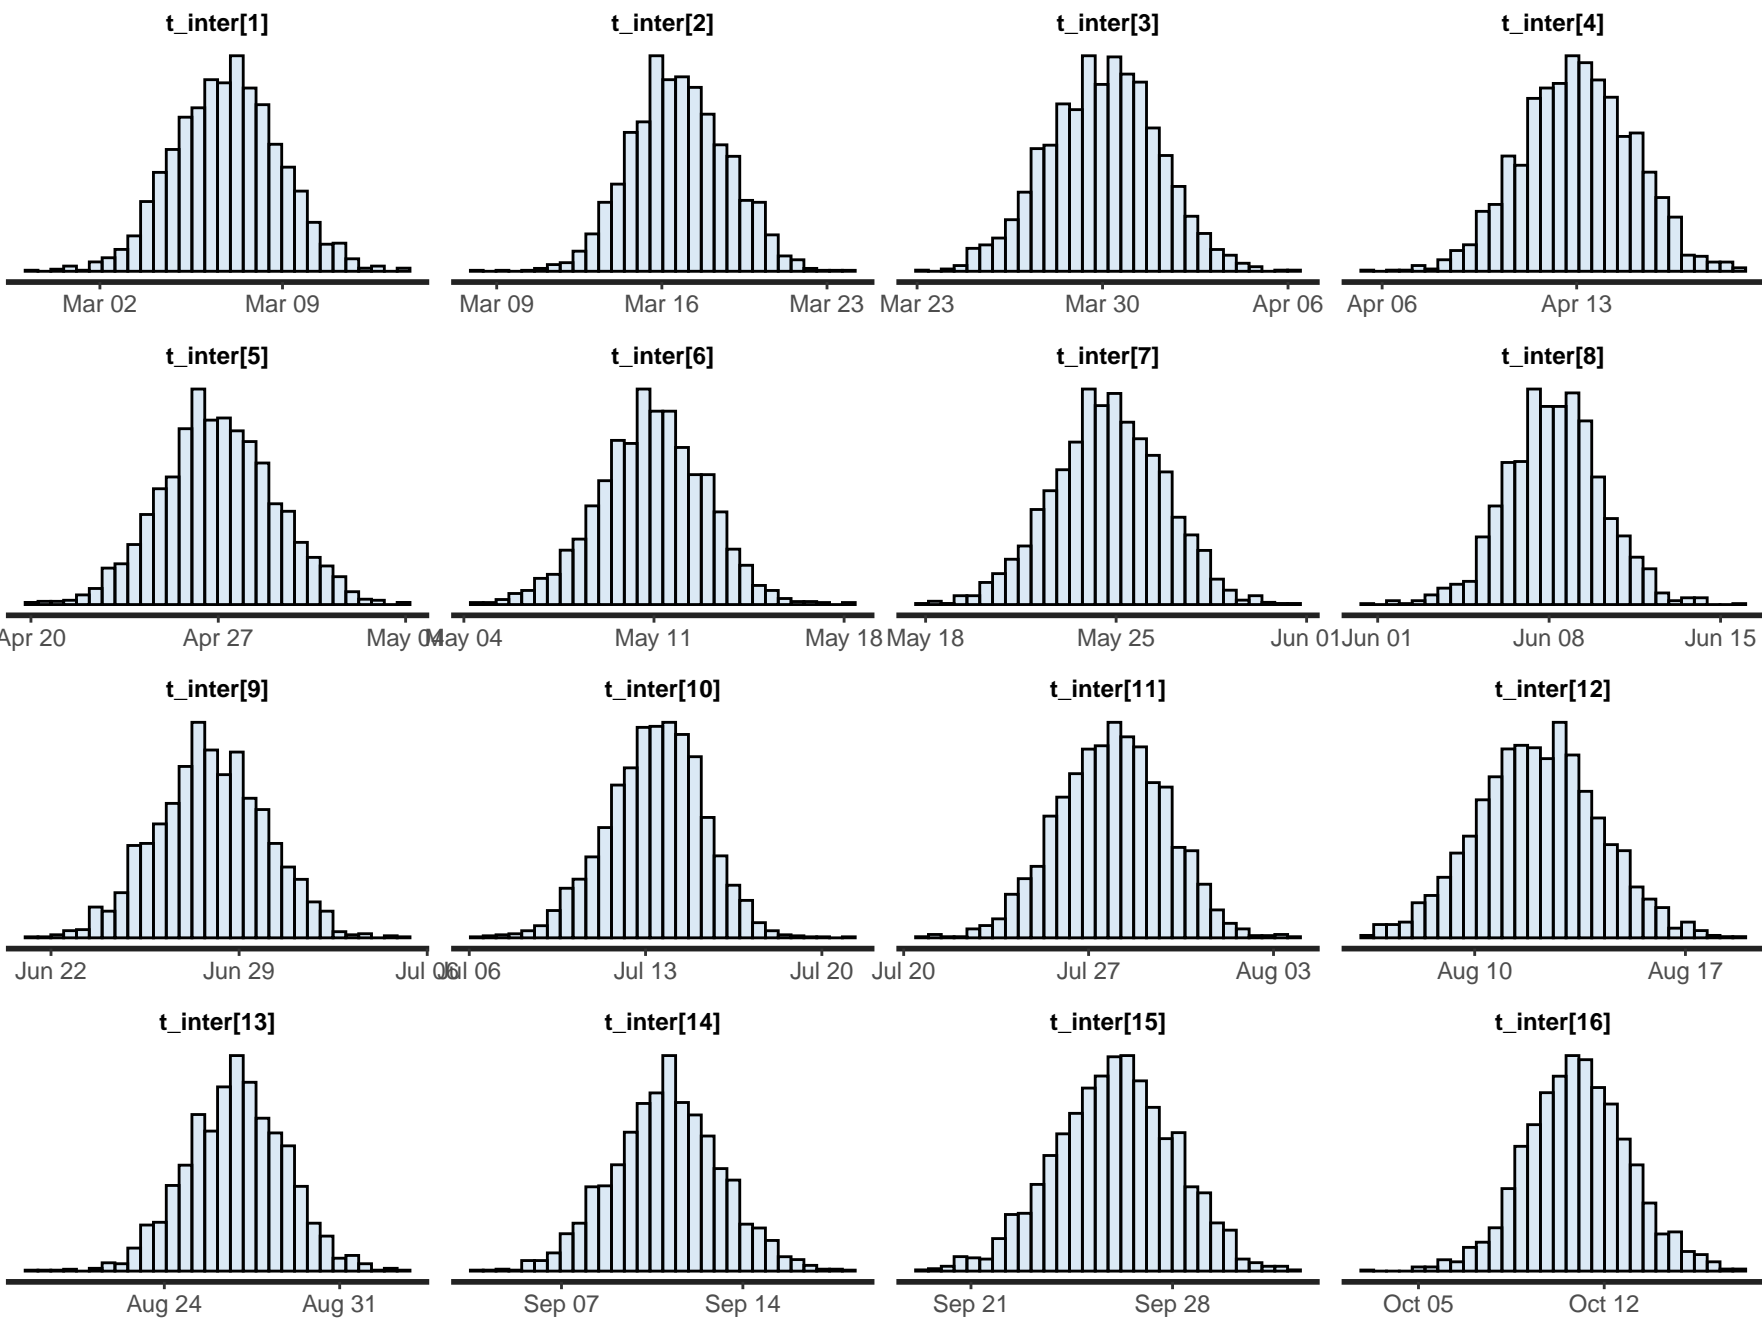 t_inter[1] t_inter[2] t_inter[3] t_inter[4]
Mar 02 Mar 09 Mar 09 Mar 16 Mar 23 Mar 23 Mar 30 Apr 06 Apr 06 Apr 13
t_inter[5] t_inter[6] t_inter[7] t_inter[8]
Apr 20 Apr 27 May 04 May 04 May 11 May 18 May 18 May 25 Jun 01 Jun 01 Jun 08 Jun 15
t_inter[9] t_inter[10] t_inter[11] t_inter[12]
Jun 22 Jun 29 Jul 06 Jul 06 Jul 13 Jul 20 Jul 20 Jul 27 Aug 03 Aug 10 Aug 17
t_inter[13] t_inter[14] t_inter[15] t_inter[16]
Aug 24 Aug 31 Sep 07 Sep 14 Sep 21 Sep 28 Oct 05 Oct 12